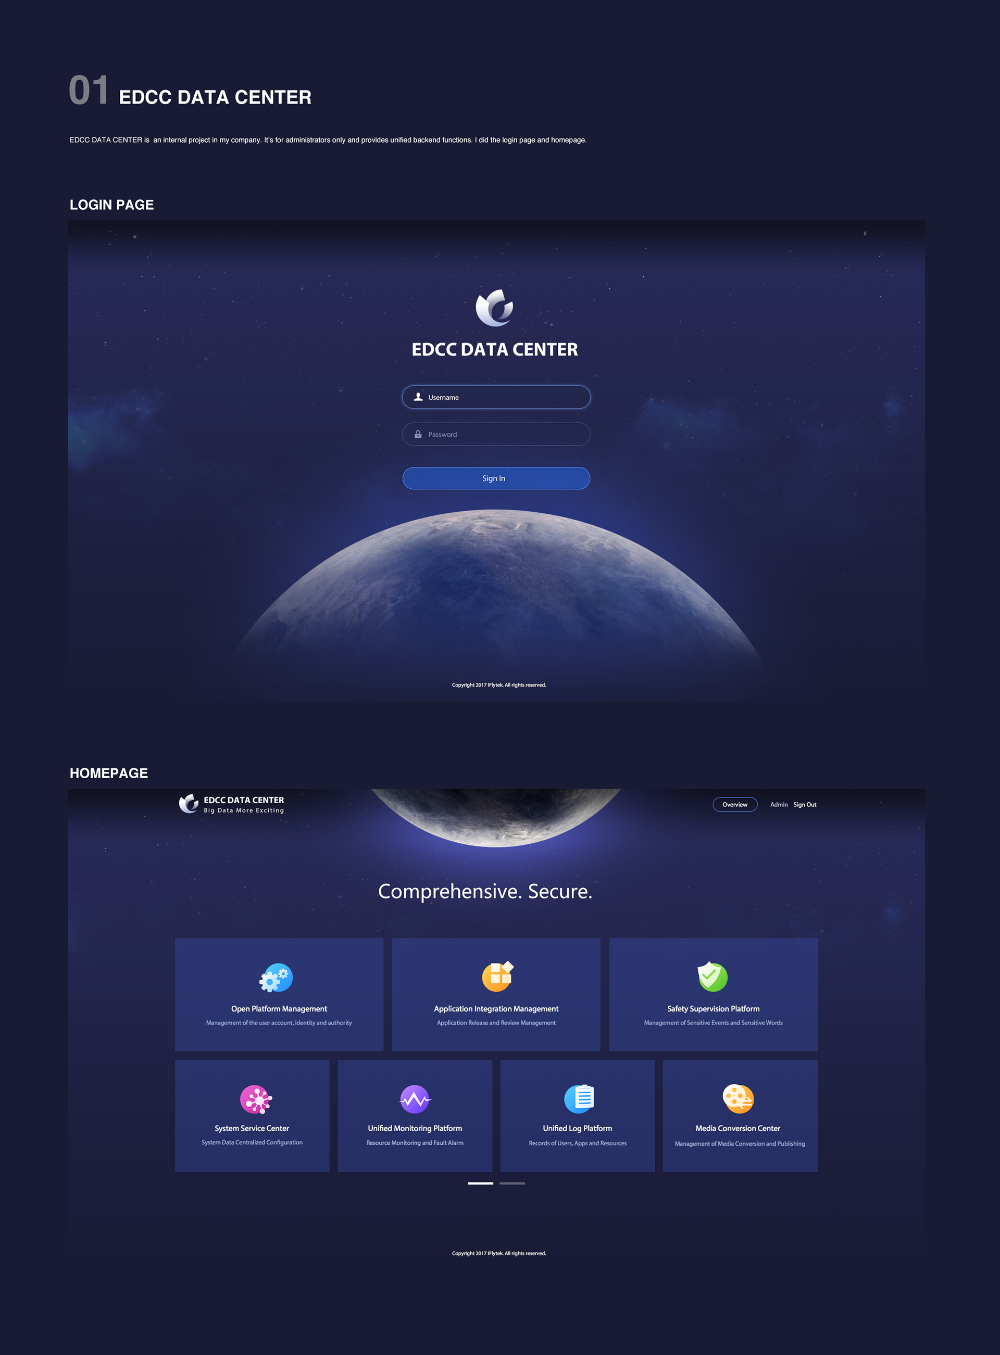 01 EDCC DATA CENTER
EDCC DATA CENTER is an internal project in my company. It's for administrators only and provides unified backend functions. I did the login page and homepage.
LOGIN PAGE
EDCC DATA CENTER
Username
Password
Sign In
Copyright 2017 iFlytek. All rights reserved.
HOMEPAGE
EDCC DATA CENTER
Big Data More Exciting
Overview Admin Sign Out
Comprehensive. Secure.
Open Platform Management
Management of the user account, identity and authority
Application Integration Management
Application Release and Review Management
Safety Supervision Platform
Management of Sensitive Events and Sensitive Words
System Service Center
System Data Centralized Configuration
Unified Monitoring Platform
Resource Monitoring and Fault Alarm
Unified Log Platform
Records of Users, Apps and Resources
Media Conversion Center
Management of Media Conversion and Publishing
Copyright 2017 iFlytek. All rights reserved.